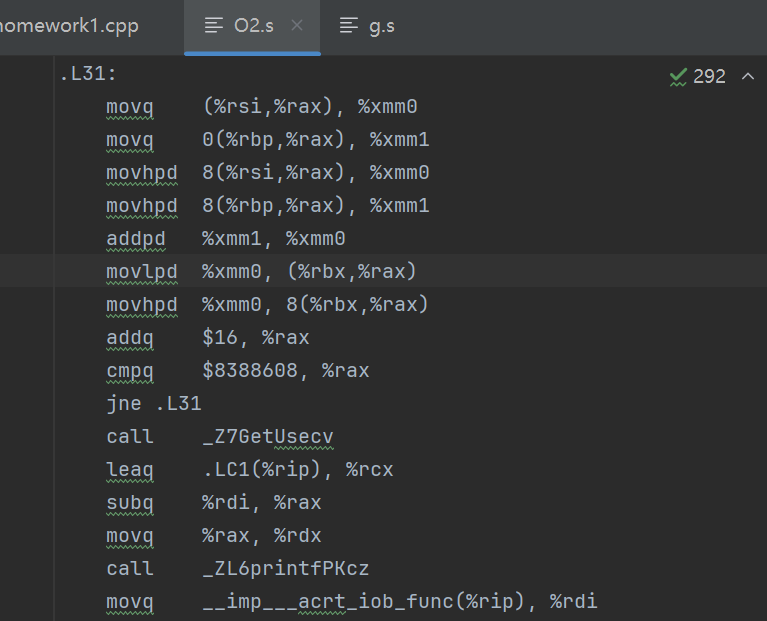 homework1.cpp O2.s × g.s
.L31: 292
movq (%rsi,%rax), %xmm0
movq 0(%rbp,%rax), %xmm1
movhpd 8(%rsi,%rax), %xmm0
movhpd 8(%rbp,%rax), %xmm1
addpd %xmm1, %xmm0
movlpd %xmm0, (%rbx,%rax)
movhpd %xmm0, 8(%rbx,%rax)
addq $16, %rax
cmpq $8388608, %rax
jne .L31
call _Z7GetUsecv
leaq .LC1(%rip), %rcx
subq %rdi, %rax
movq %rax, %rdx
call _ZL6printfPKcz
movq __imp___acrt_iob_func(%rip), %rdi